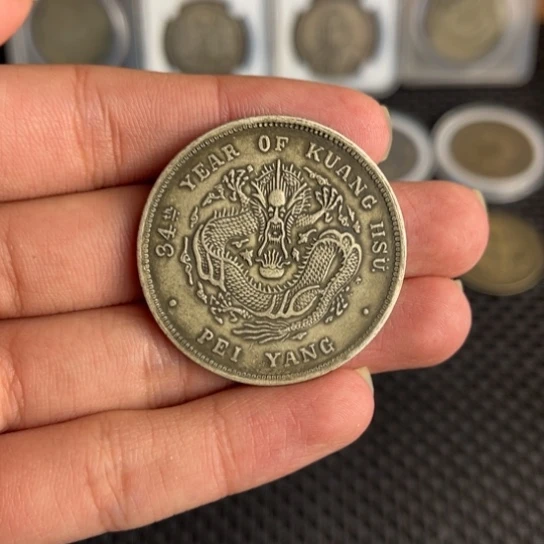 34TH YEAR OF KUANG HSU
PEI YANG